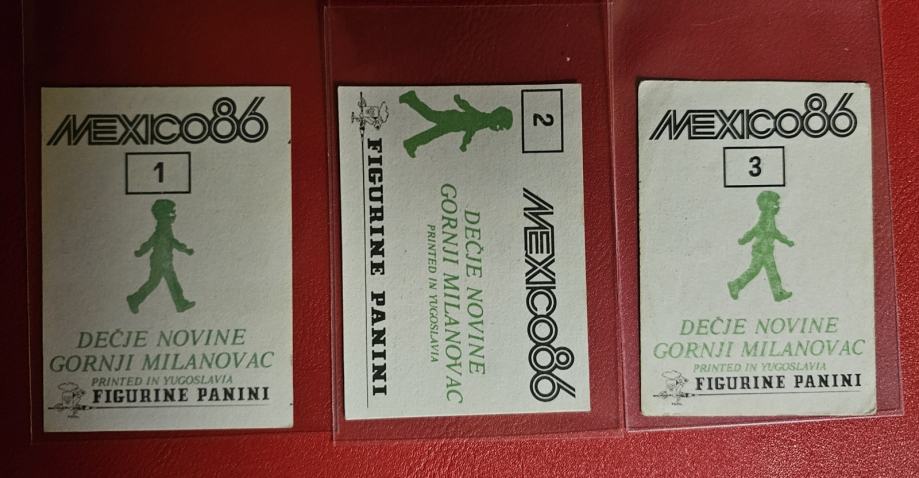 MEXICO86
1
DEČJE NOVINE
GORNJI MILANOVAC
PRINTED IN YUGOSLAVIA
FIGURINE PANINI
2
MEXICO86
DEČJE NOVINE
GORNJI MILANOVAC
PRINTED IN YUGOSLAVIA
FIGURINE PANINI
MEXICO86
3
DEČJE NOVINE
GORNJI MILANOVAC
PRINTED IN YUGOSLAVIA
FIGURINE PANINI